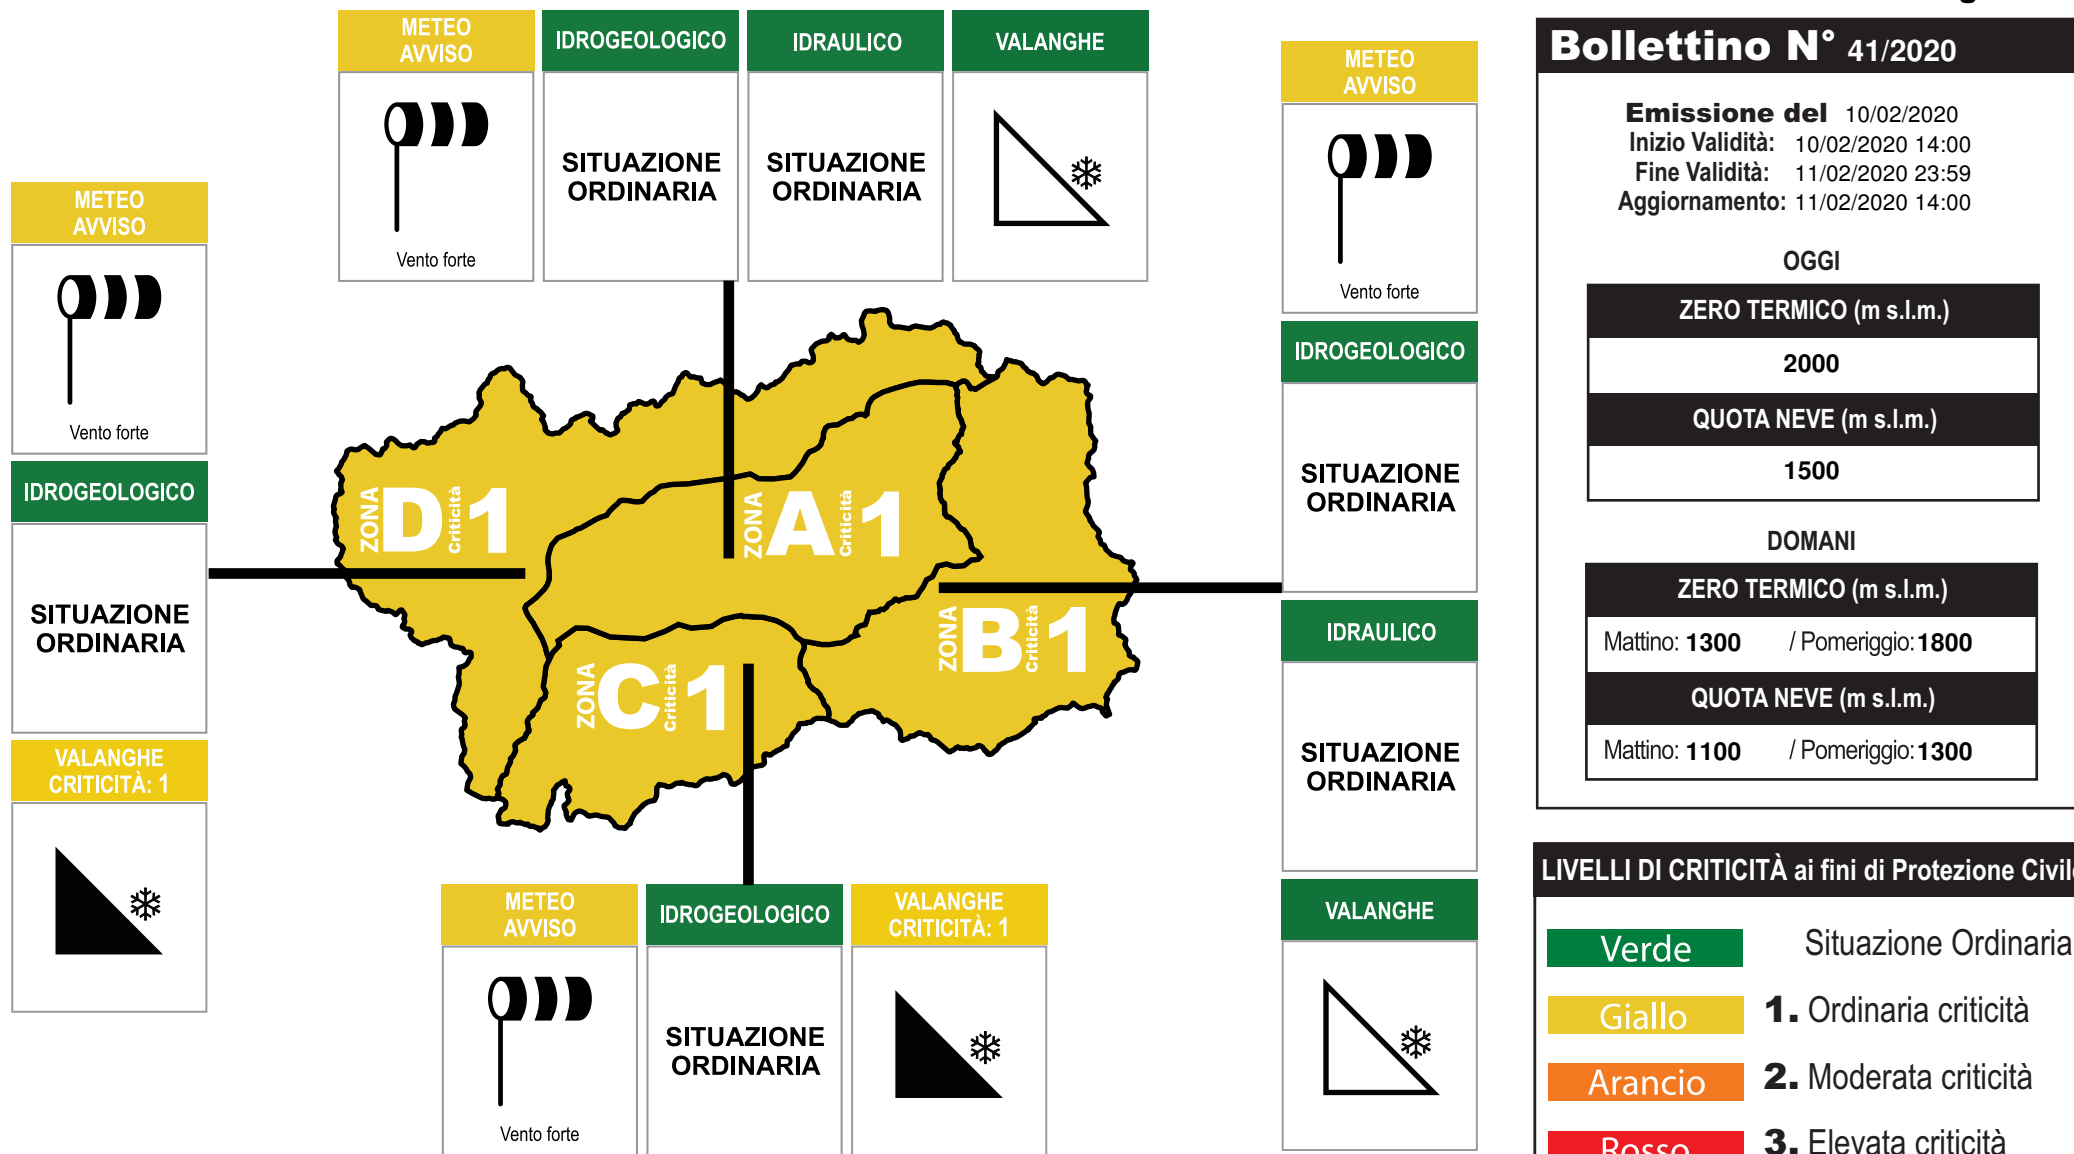 METEO
AVVISO
Vento forte
IDROGEOLOGICO
SITUAZIONE
ORDINARIA
IDRAULICO
SITUAZIONE
ORDINARIA
VALANGHE
METEO
AVVISO
Vento forte
IDROGEOLOGICO
SITUAZIONE
ORDINARIA
IDRAULICO
SITUAZIONE
ORDINARIA
VALANGHE
METEO
AVVISO
Vento forte
IDROGEOLOGICO
SITUAZIONE
ORDINARIA
VALANGHE
CRITICITÀ: 1
ZONA D Criticità 1
ZONA A Criticità 1
ZONA B Criticità 1
ZONA C Criticità 1
METEO
AVVISO
Vento forte
IDROGEOLOGICO
SITUAZIONE
ORDINARIA
VALANGHE
CRITICITÀ: 1
Bollettino N° 41/2020
Emissione del 10/02/2020
Inizio Validità: 10/02/2020 14:00
Fine Validità: 11/02/2020 23:59
Aggiornamento: 11/02/2020 14:00
OGGI
ZERO TERMICO (m s.l.m.)
2000
QUOTA NEVE (m s.l.m.)
1500
DOMANI
ZERO TERMICO (m s.l.m.)
Mattino: 1300 / Pomeriggio: 1800
QUOTA NEVE (m s.l.m.)
Mattino: 1100 / Pomeriggio: 1300
LIVELLI DI CRITICITÀ ai fini di Protezione Civile
Verde Situazione Ordinaria
Giallo 1. Ordinaria criticità
Arancio 2. Moderata criticità
Rosso 3. Elevata criticità